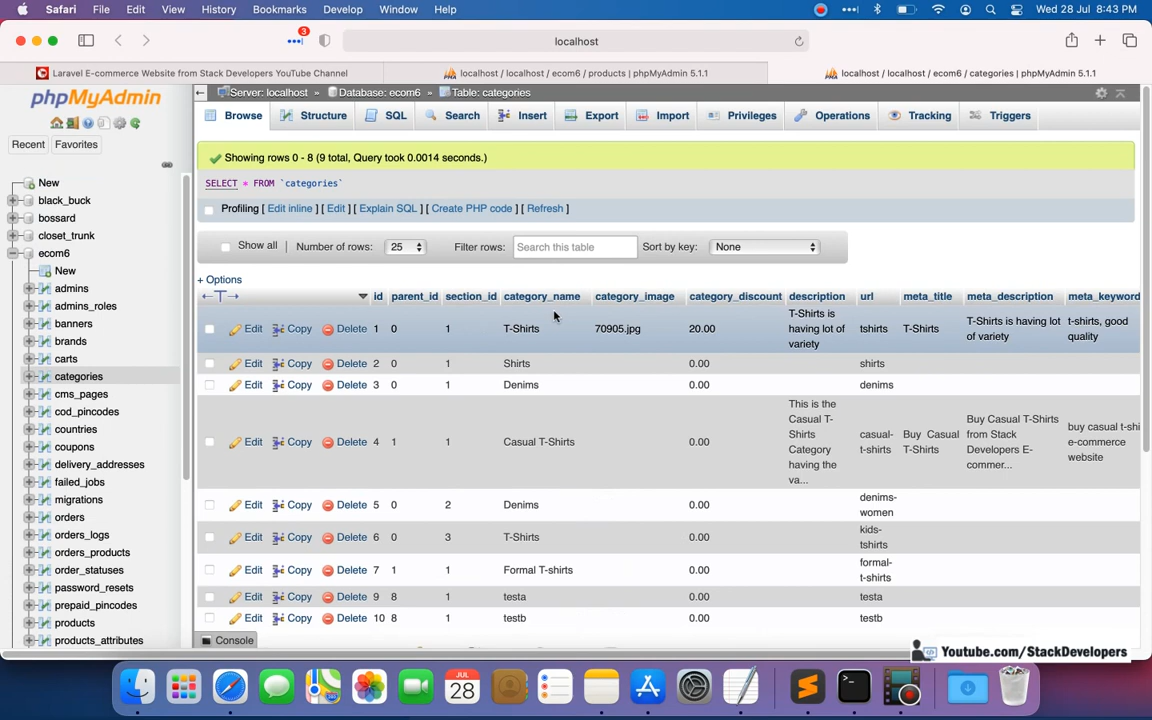 Safari File Edit View History Bookmarks Develop Window Help Wed 28 Jul 8:43 PM
3
localhost
Laravel E-commerce Website from Stack Developers YouTube Channel
localhost / localhost / ecom6 / products | phpMyAdmin 5.1.1
localhost / localhost / ecom6 / categories | phpMyAdmin 5.1.1
phpMyAdmin
Recent Favorites
New
black_buck
bossard
closet_trunk
ecom6
New
admins
admins_roles
banners
brands
carts
categories
cms_pages
cod_pincodes
countries
coupons
delivery_addresses
failed_jobs
migrations
orders
orders_logs
orders_products
order_statuses
password_resets
prepaid_pincodes
products
products_attributes
Server: localhost » Database: ecom6 » Table: categories
Browse Structure SQL Search Insert Export Import Privileges Operations Tracking Triggers
Showing rows 0 - 8 (9 total, Query took 0.0014 seconds.)
SELECT * FROM `categories`
Profiling [ Edit inline ] [ Edit ] [ Explain SQL ] [ Create PHP code ] [ Refresh ]
Show all | Number of rows: 25 Filter rows: Search this table Sort by key: None
+ Options
←T→ id parent_id section_id category_name category_image category_discount description url meta_title meta_description meta_keyword
Edit Copy Delete 1 0 1 T-Shirts 70905.jpg 20.00 T-Shirts is having lot of variety tshirts T-Shirts T-Shirts is having lot of variety t-shirts, good quality
Edit Copy Delete 2 0 1 Shirts 0.00 shirts
Edit Copy Delete 3 0 1 Denims 0.00 denims
Edit Copy Delete 4 1 1 Casual T-Shirts 0.00 This is the Casual T-Shirts Category having the va... casual-t-shirts Buy Casual T-Shirts Buy Casual T-Shirts from Stack Developers E-commer... buy casual t-shi e-commerce website
Edit Copy Delete 5 0 2 Denims 0.00 denims-women
Edit Copy Delete 6 0 3 T-Shirts 0.00 kids-tshirts
Edit Copy Delete 7 1 1 Formal T-shirts 0.00 formal-t-shirts
Edit Copy Delete 9 8 1 testa 0.00 testa
Edit Copy Delete 10 8 1 testb 0.00 testb
Console
Youtube.com/StackDevelopers
JUL
28